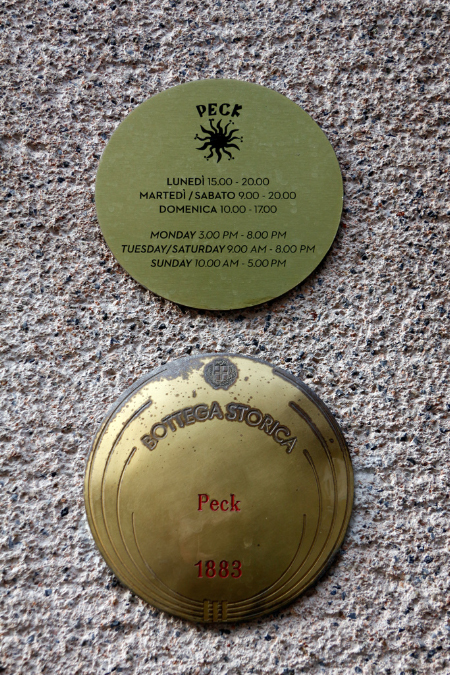 PECK
LUNEDÌ 15.00 - 20.00
MARTEDÌ / SABATO 9.00 - 20.00
DOMENICA 10.00 - 17.00
MONDAY 3.00 PM - 8.00 PM
TUESDAY/SATURDAY 9.00 AM - 8.00 PM
SUNDAY 10.00 AM - 5.00 PM
BOTTEGA STORICA
Peck
1883